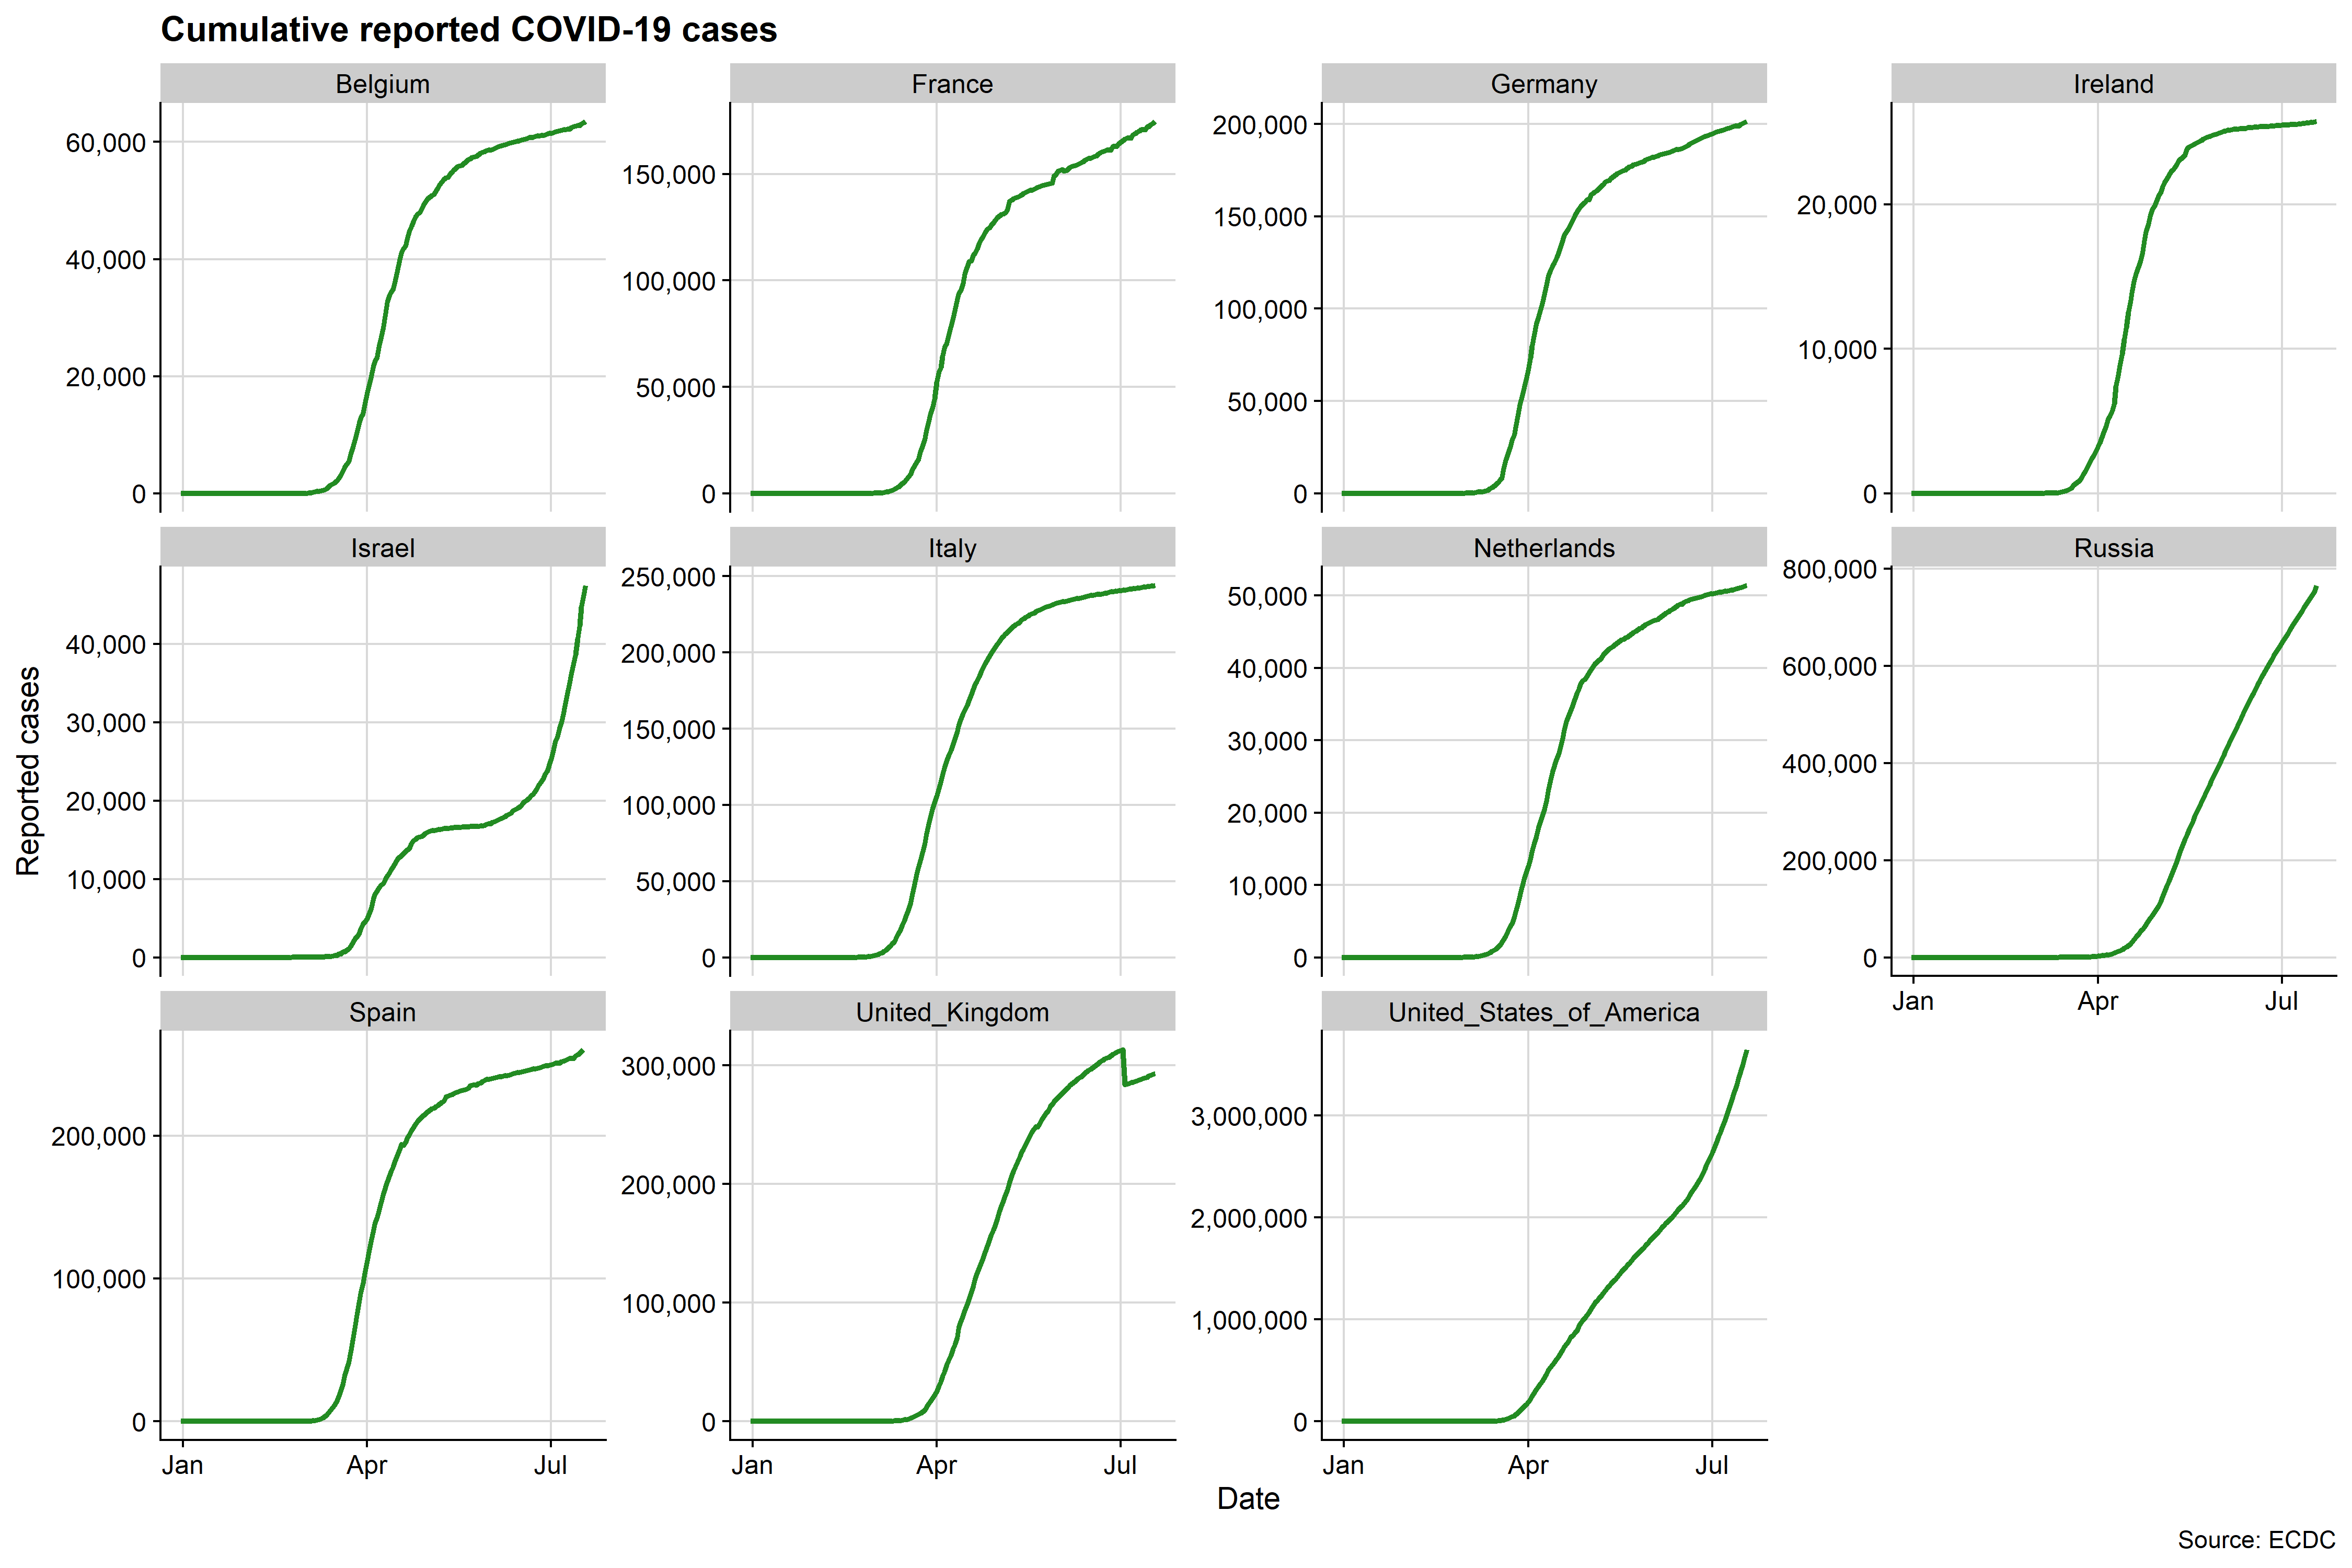 Cumulative reported COVID-19 cases
Belgium
France
Germany
Ireland
60,000
40,000
20,000
0
150,000
100,000
50,000
0
200,000
150,000
100,000
50,000
0
20,000
10,000
0
Israel
Italy
Netherlands
Russia
40,000
30,000
20,000
10,000
0
250,000
200,000
150,000
100,000
50,000
0
50,000
40,000
30,000
20,000
10,000
0
800,000
600,000
400,000
200,000
0
Jan
Apr
Jul
Reported cases
Spain
United_Kingdom
United_States_of_America
200,000
100,000
0
300,000
200,000
100,000
0
3,000,000
2,000,000
1,000,000
0
Jan
Apr
Jul
Jan
Apr
Jul
Jan
Apr
Jul
Date
Source: ECDC